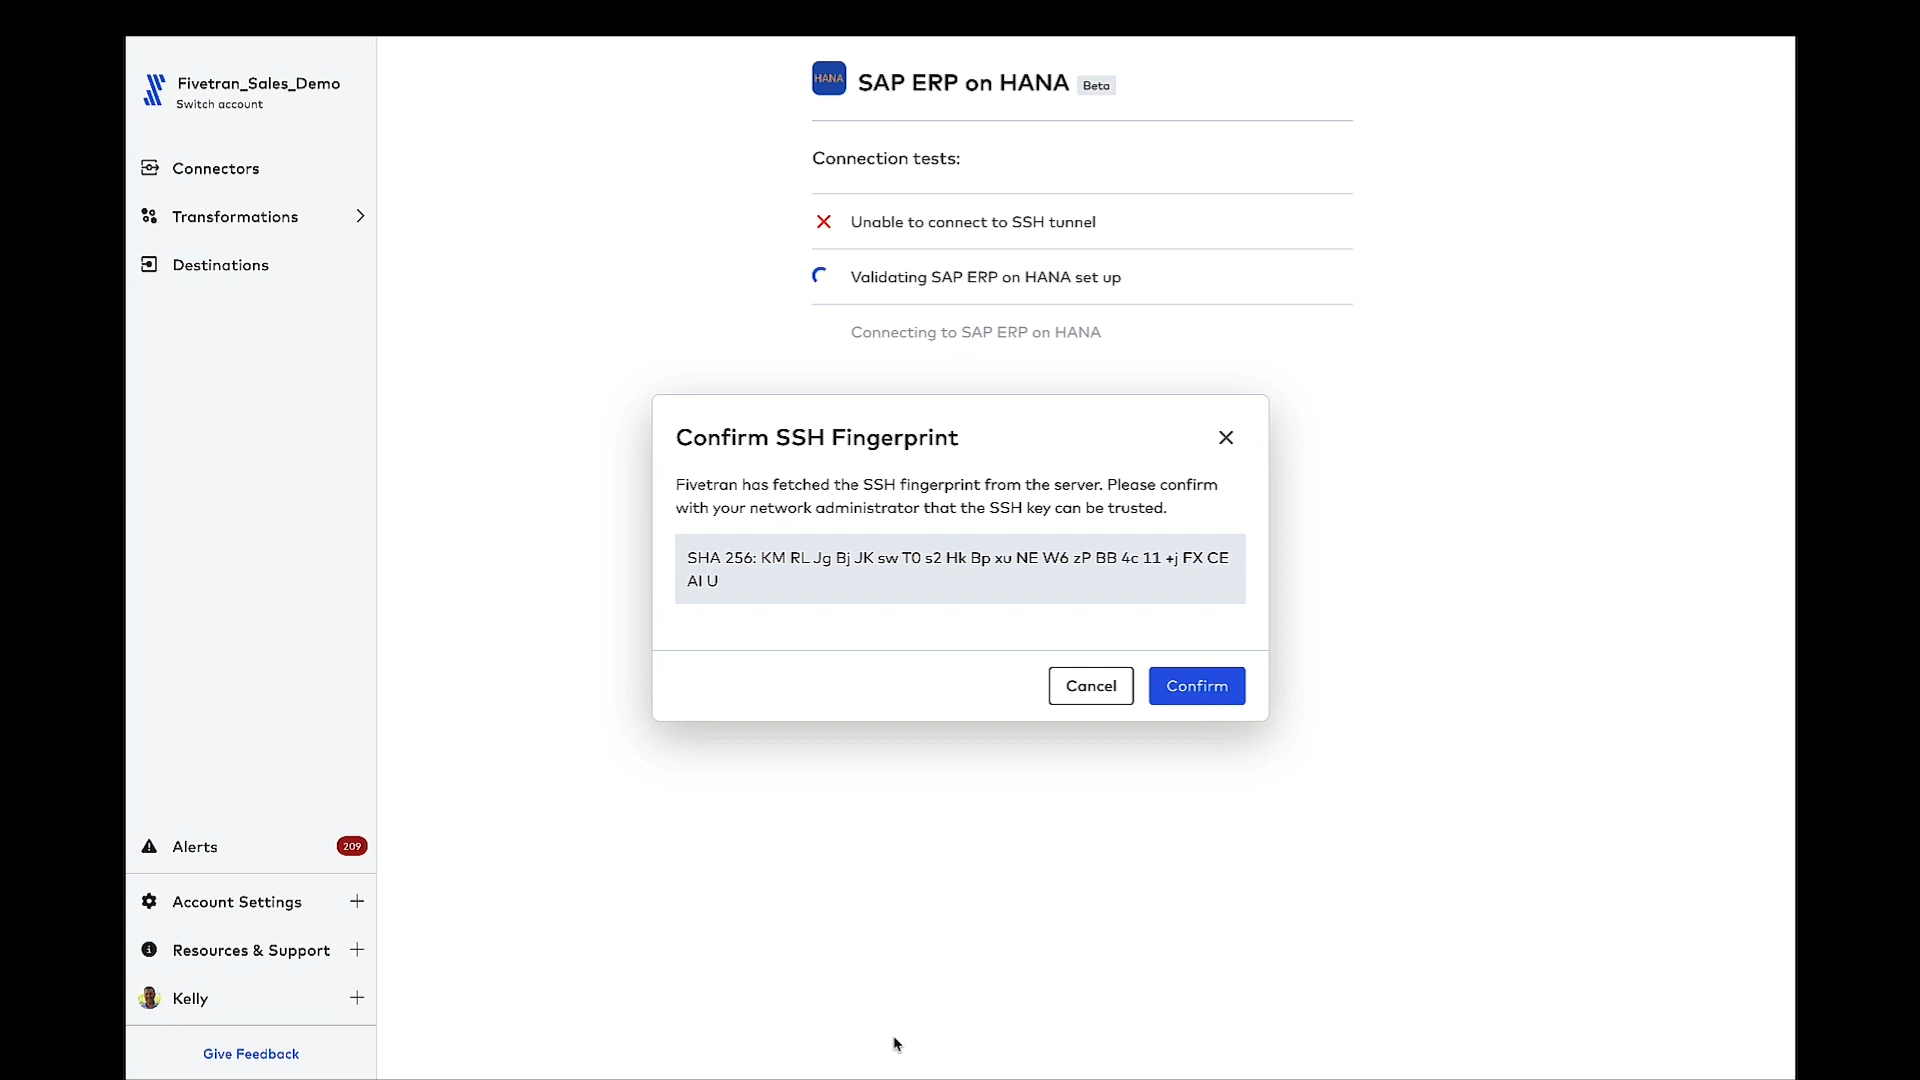 Fivetran_Sales_Demo
Switch account
Connectors
Transformations
Destinations
Alerts
209
Account Settings
Resources & Support
Kelly
Give Feedback
HANA
SAP ERP on HANA
Beta
Connection tests:
Unable to connect to SSH tunnel
Validating SAP ERP on HANA set up
Connecting to SAP ERP on HANA
Confirm SSH Fingerprint
Fivetran has fetched the SSH fingerprint from the server. Please confirm
with your network administrator that the SSH key can be trusted.
SHA 256: KM RL Jg Bj JK sw T0 s2 Hk Bp xu NE W6 zP BB 4c 11 +j FX CE
AI U
Cancel
Confirm